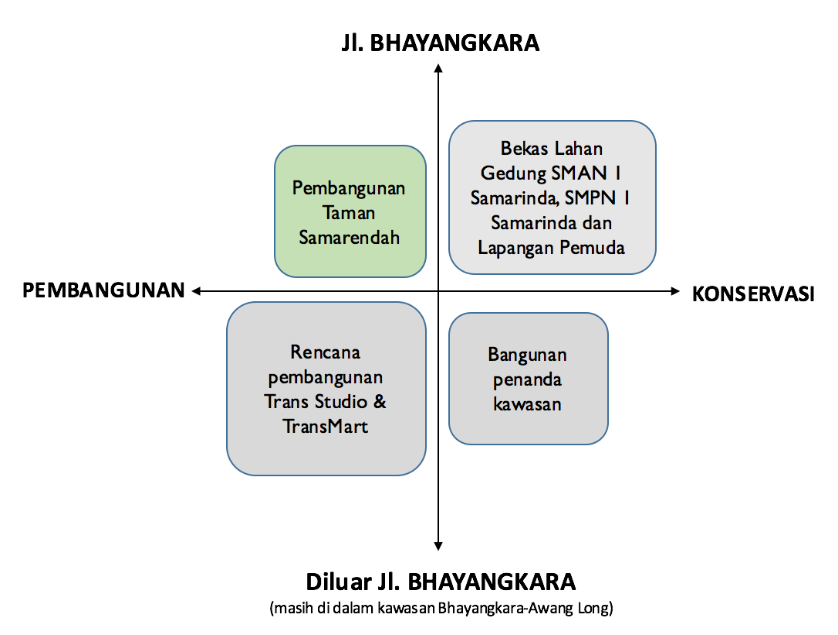 Jl. BHAYANGKARA
Pembangunan
Taman
Samarendah
Bekas Lahan
Gedung SMAN 1
Samarinda, SMPN 1
Samarinda dan
Lapangan Pemuda
PEMBANGUNAN
KONSERVASI
Rencana
pembangunan
Trans Studio &
TransMart
Bangunan
penanda
kawasan
Diluar Jl. BHAYANGKARA
(masih di dalam kawasan Bhayangkara-Awang Long)